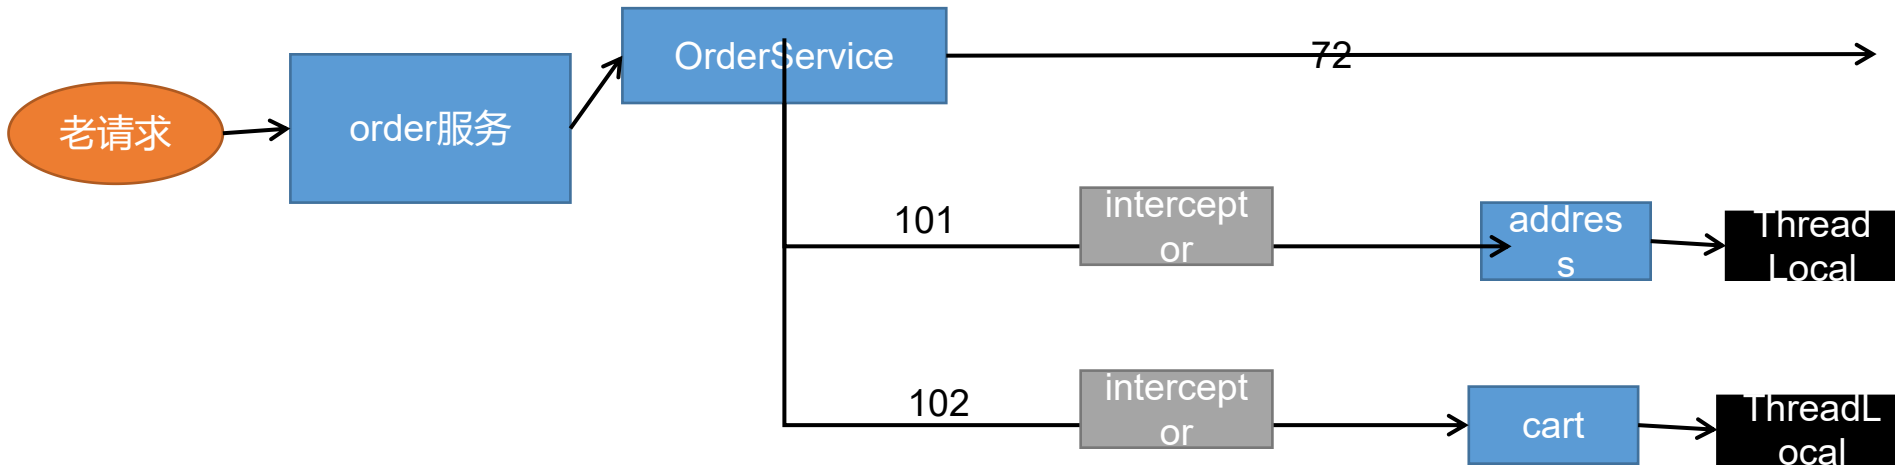 老请求
order服务
OrderService
72
101
intercept
or
addres
s
Thread
Local
102
intercept
or
cart
ThreadL
ocal